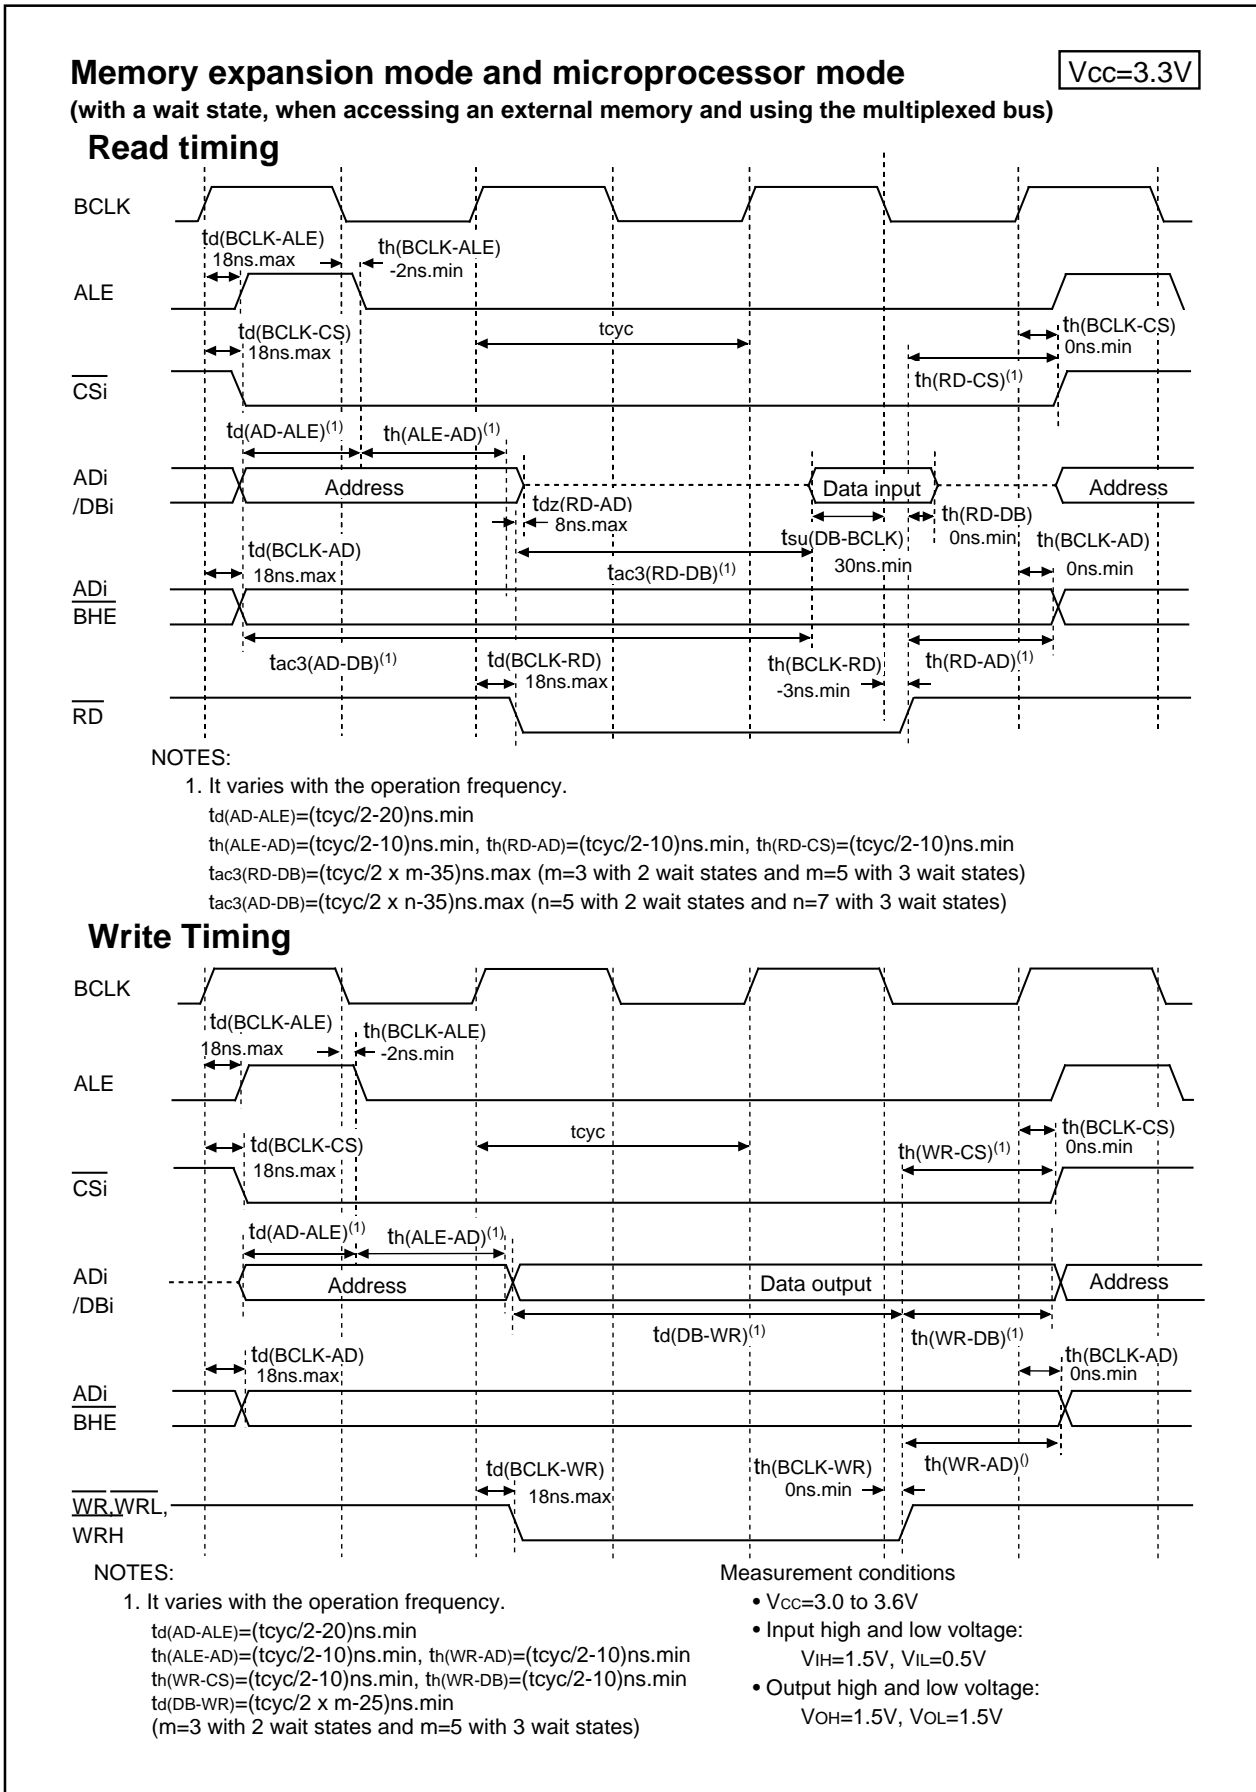 Memory expansion mode and microprocessor mode
Vcc=3.3V
(with a wait state, when accessing an external memory and using the multiplexed bus)
Read timing
BCLK
td(BCLK-ALE)
18ns.max
th(BCLK-ALE)
-2ns.min
ALE
td(BCLK-CS)
18ns.max
tcyc
th(BCLK-CS)
0ns.min
CSi
th(RD-CS)(1)
td(AD-ALE)(1)
th(ALE-AD)(1)
ADi
/DBi
Address
Data input
Address
tdz(RD-AD)
8ns.max
tsu(DB-BCLK)
30ns.min
th(RD-DB)
0ns.min
td(BCLK-AD)
18ns.max
tac3(RD-DB)(1)
th(BCLK-AD)
0ns.min
ADi
BHE
tac3(AD-DB)(1)
td(BCLK-RD)
18ns.max
th(BCLK-RD)
-3ns.min
th(RD-AD)(1)
RD
NOTES:
1. It varies with the operation frequency.
td(AD-ALE)=(tcyc/2-20)ns.min
th(ALE-AD)=(tcyc/2-10)ns.min, th(RD-AD)=(tcyc/2-10)ns.min, th(RD-CS)=(tcyc/2-10)ns.min
tac3(RD-DB)=(tcyc/2 x m-35)ns.max (m=3 with 2 wait states and m=5 with 3 wait states)
tac3(AD-DB)=(tcyc/2 x n-35)ns.max (n=5 with 2 wait states and n=7 with 3 wait states)
Write Timing
BCLK
td(BCLK-ALE)
18ns.max
th(BCLK-ALE)
-2ns.min
ALE
td(BCLK-CS)
18ns.max
tcyc
th(BCLK-CS)
0ns.min
th(WR-CS)(1)
CSi
td(AD-ALE)(1)
th(ALE-AD)(1)
ADi
/DBi
Address
Data output
Address
td(DB-WR)(1)
th(WR-DB)(1)
td(BCLK-AD)
18ns.max
th(BCLK-AD)
0ns.min
ADi
BHE
td(BCLK-WR)
18ns.max
th(BCLK-WR)
0ns.min
th(WR-AD)()
WR,WRL,
WRH
NOTES:
1. It varies with the operation frequency.
td(AD-ALE)=(tcyc/2-20)ns.min
th(ALE-AD)=(tcyc/2-10)ns.min, th(WR-AD)=(tcyc/2-10)ns.min
th(WR-CS)=(tcyc/2-10)ns.min, th(WR-DB)=(tcyc/2-10)ns.min
td(DB-WR)=(tcyc/2 x m-25)ns.min
(m=3 with 2 wait states and m=5 with 3 wait states)
Measurement conditions
• VCC=3.0 to 3.6V
• Input high and low voltage:
VIH=1.5V, VIL=0.5V
• Output high and low voltage:
VOH=1.5V, VOL=1.5V